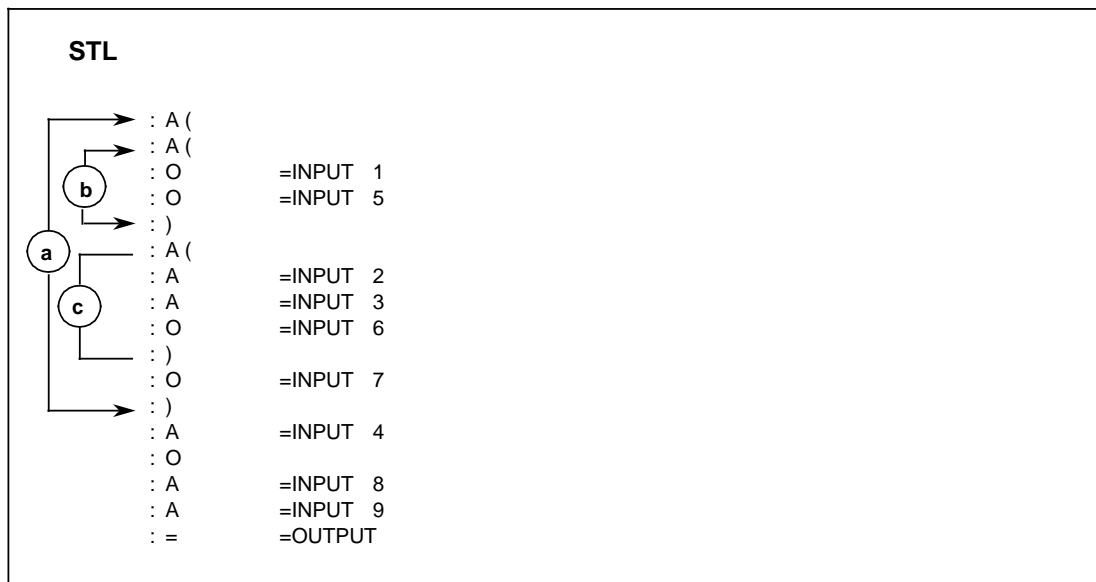 STL
: A (
: A (
: O =INPUT 1
b
: O =INPUT 5
: )
a
: A (
: A =INPUT 2
c
: A =INPUT 3
: O =INPUT 6
: )
: O =INPUT 7
: )
: A =INPUT 4
: O
: A =INPUT 8
: A =INPUT 9
: = =OUTPUT